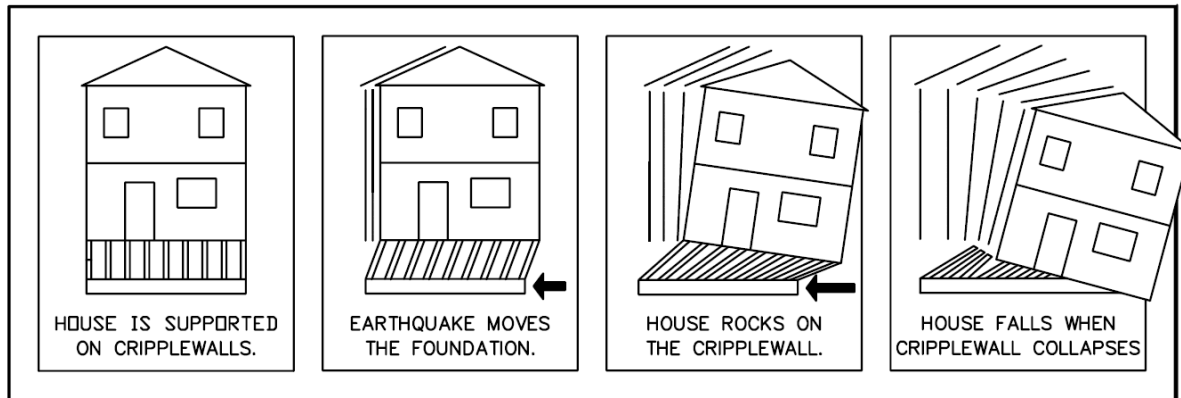 HOUSE IS SUPPORTED
ON CRIPPLEWALLS.
EARTHQUAKE MOVES
THE FOUNDATION.
HOUSE ROCKS ON
THE CRIPPLEWALL.
HOUSE FALLS WHEN
CRIPPLEWALL COLLAPSES